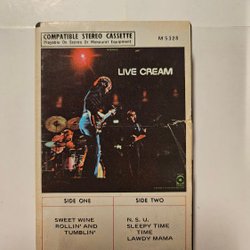 COMPATIBLE STEREO CASSETTE
Playable On Stereo Or Monaural Equipment
M 5328
LIVE CREAM
SIDE ONE
SWEET WINE
ROLLIN' AND
TUMBLIN'
SIDE TWO
N. S. U.
SLEEPY TIME
TIME
LAWDY MAMA